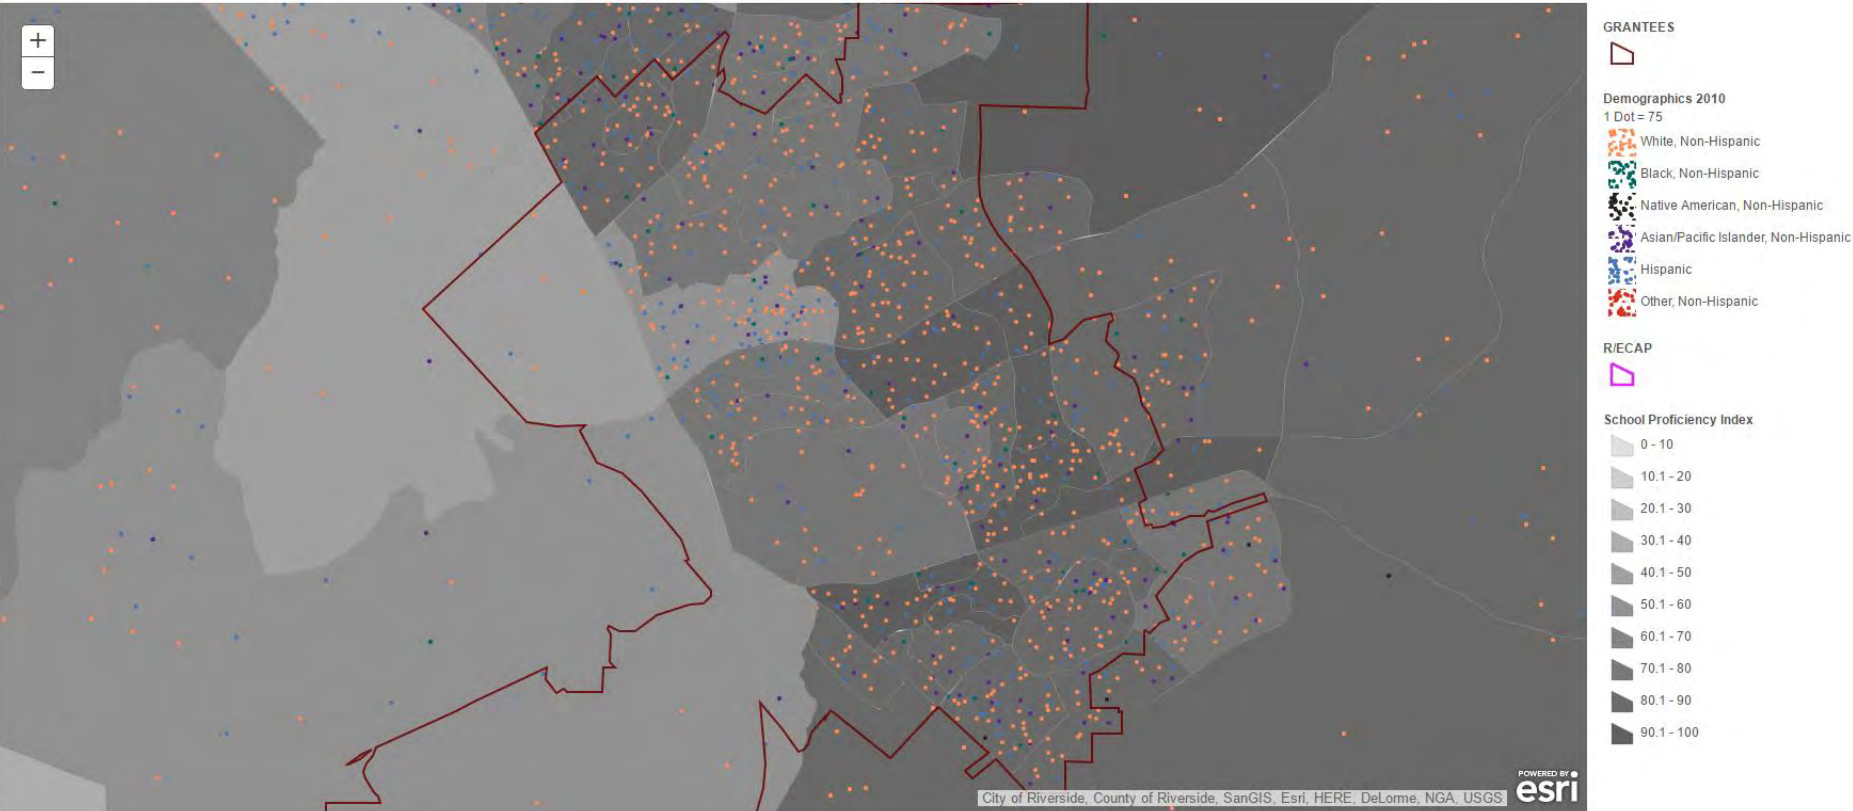 +
−
GRANTEES
Demographics 2010
1 Dot = 75
White, Non-Hispanic
Black, Non-Hispanic
Native American, Non-Hispanic
Asian/Pacific Islander, Non-Hispanic
Hispanic
Other, Non-Hispanic
R/ECAP
School Proficiency Index
0 - 10
10.1 - 20
20.1 - 30
30.1 - 40
40.1 - 50
50.1 - 60
60.1 - 70
70.1 - 80
80.1 - 90
90.1 - 100
City of Riverside, County of Riverside, SanGIS, Esri, HERE, DeLorme, NGA, USGS
POWERED BY
esri